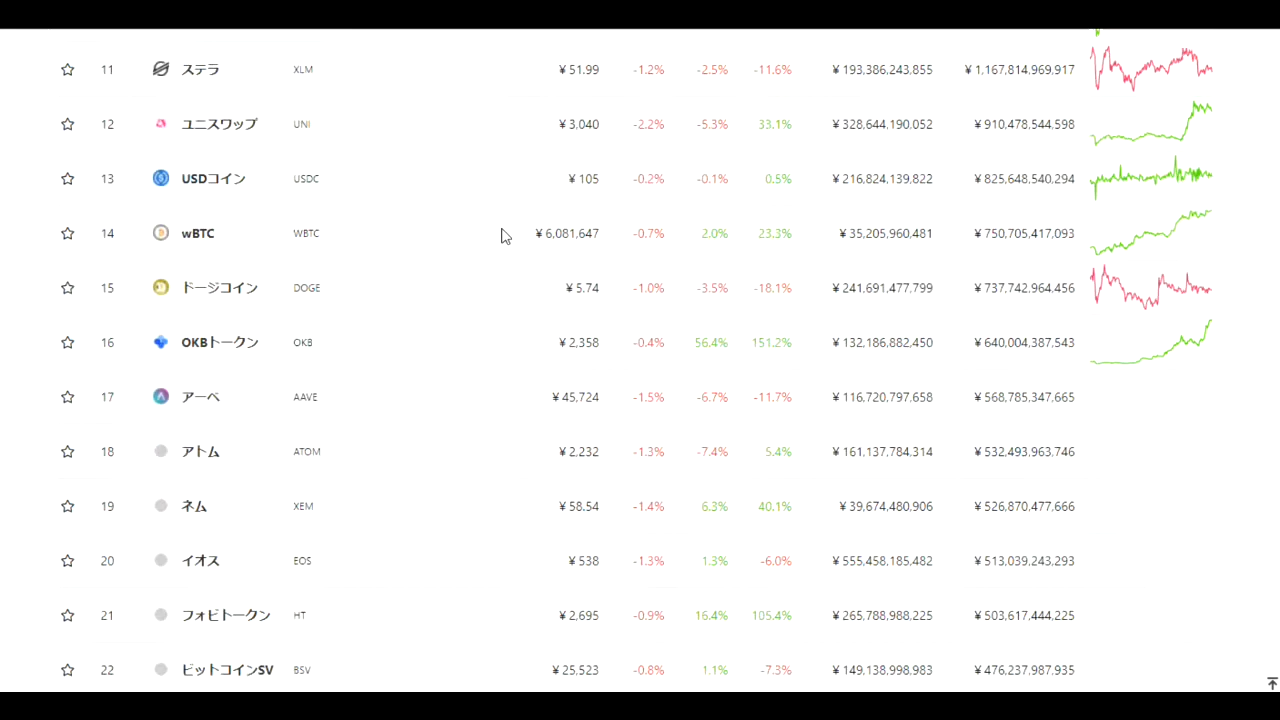 11 ステラ XLM ¥ 51.99 -1.2% -2.5% -11.6% ¥ 193,386,243,855 ¥ 1,167,814,969,917
12 ユニスワップ UNI ¥ 3,040 -2.2% -5.3% 33.1% ¥ 328,644,190,052 ¥ 910,478,544,598
13 USDコイン USDC ¥ 105 -0.2% -0.1% 0.5% ¥ 216,824,139,822 ¥ 825,648,540,294
14 wBTC WBTC ¥ 6,081,647 -0.7% 2.0% 23.3% ¥ 35,205,960,481 ¥ 750,705,417,093
15 ドージコイン DOGE ¥ 5.74 -1.0% -3.5% -18.1% ¥ 241,691,477,799 ¥ 737,742,964,456
16 OKBトークン OKB ¥ 2,358 -0.4% 56.4% 151.2% ¥ 132,186,882,450 ¥ 640,004,387,543
17 アーベ AAVE ¥ 45,724 -1.5% -6.7% -11.7% ¥ 116,720,797,658 ¥ 568,785,347,665
18 アトム ATOM ¥ 2,232 -1.3% -7.4% 5.4% ¥ 161,137,784,314 ¥ 532,493,963,746
19 ネム XEM ¥ 58.54 -1.4% 6.3% 40.1% ¥ 39,674,480,906 ¥ 526,870,477,666
20 イオス EOS ¥ 538 -1.3% 1.3% -6.0% ¥ 555,458,185,482 ¥ 513,039,243,293
21 フォビトークン HT ¥ 2,695 -0.9% 16.4% 105.4% ¥ 265,788,988,225 ¥ 503,617,444,225
22 ビットコインSV BSV ¥ 25,523 -0.8% 1.1% -7.3% ¥ 149,138,998,983 ¥ 476,237,987,935